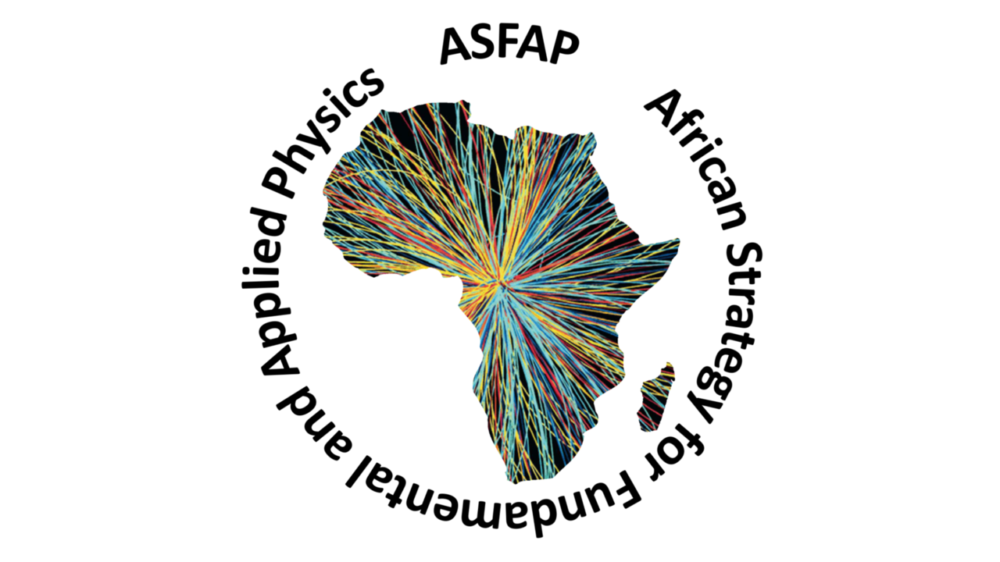 ASFAP
African Strategy for Fundamental and Applied Physics